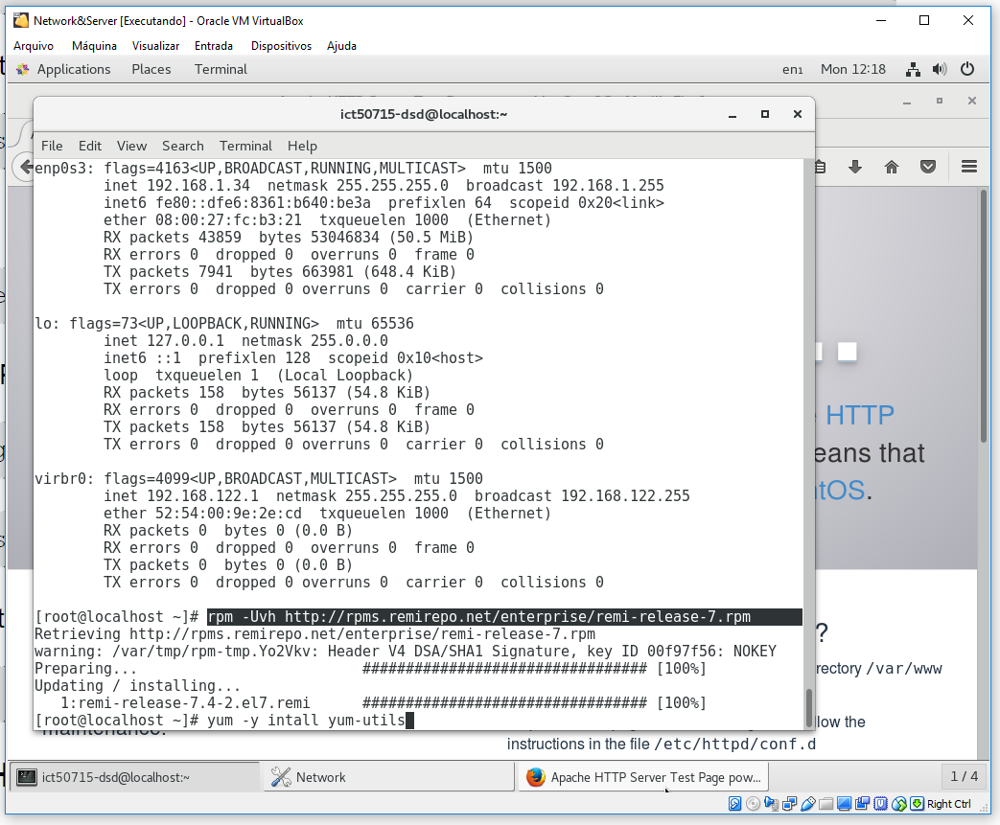 Network&Server [Executando] - Oracle VM VirtualBox
Arquivo Máquina Visualizar Entrada Dispositivos Ajuda
Applications Places Terminal en₁ Mon 12:18
ict50715-dsd@localhost:~
File Edit View Search Terminal Help
enp0s3: flags=4163<UP,BROADCAST,RUNNING,MULTICAST>  mtu 1500
        inet 192.168.1.34  netmask 255.255.255.0  broadcast 192.168.1.255
        inet6 fe80::dfe6:8361:b640:be3a  prefixlen 64  scopeid 0x20<link>
        ether 08:00:27:fc:b3:21  txqueuelen 1000  (Ethernet)
        RX packets 43859  bytes 53046834 (50.5 MiB)
        RX errors 0  dropped 0  overruns 0  frame 0
        TX packets 7941  bytes 663981 (648.4 KiB)
        TX errors 0  dropped 0 overruns 0  carrier 0  collisions 0
lo: flags=73<UP,LOOPBACK,RUNNING>  mtu 65536
        inet 127.0.0.1  netmask 255.0.0.0
        inet6 ::1  prefixlen 128  scopeid 0x10<host>
        loop  txqueuelen 1  (Local Loopback)
        RX packets 158  bytes 56137 (54.8 KiB)
        RX errors 0  dropped 0  overruns 0  frame 0
        TX packets 158  bytes 56137 (54.8 KiB)
        TX errors 0  dropped 0 overruns 0  carrier 0  collisions 0
virbr0: flags=4099<UP,BROADCAST,MULTICAST>  mtu 1500
        inet 192.168.122.1  netmask 255.255.255.0  broadcast 192.168.122.255
        ether 52:54:00:9e:2e:cd  txqueuelen 1000  (Ethernet)
        RX packets 0  bytes 0 (0.0 B)
        RX errors 0  dropped 0  overruns 0  frame 0
        TX packets 0  bytes 0 (0.0 B)
        TX errors 0  dropped 0 overruns 0  carrier 0  collisions 0
[root@localhost ~]# rpm -Uvh http://rpms.remirepo.net/enterprise/remi-release-7.rpm
Retrieving http://rpms.remirepo.net/enterprise/remi-release-7.rpm
warning: /var/tmp/rpm-tmp.Yo2Vkv: Header V4 DSA/SHA1 Signature, key ID 00f97f56: NOKEY
Preparing...                          ################################# [100%]
Updating / installing...
   1:remi-release-7.4-2.el7.remi      ################################# [100%]
[root@localhost ~]# yum -y intall yum-utils
HTTP
eans that
ntOS.
?
rectory /var/www
low the
maintenance.
instructions in the file /etc/httpd/conf.d
ict50715-dsd@localhost:~ Network Apache HTTP Server Test Page pow... 1 / 4
Right Ctrl